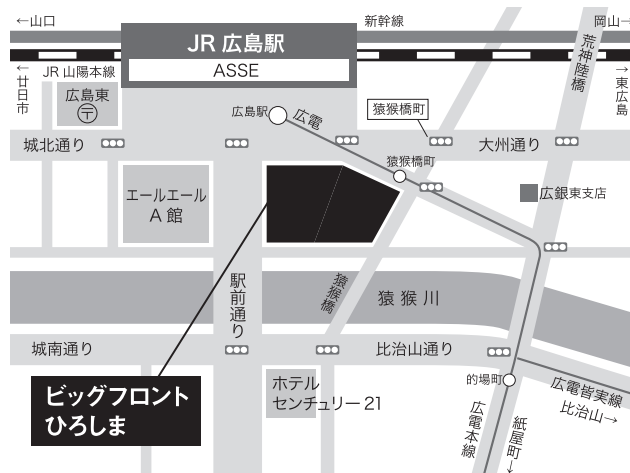 ←山口
新幹線
岡山→
JR 広島駅
ASSE
荒神陸橋
←廿日市
JR 山陽本線
→東広島
広島東
〒
広島駅
広電
猿猴橋町
城北通り
大州通り
猿猴橋町
エールエール
A 館
広銀東支店
駅前通り
猿猴橋
猿 猴 川
城南通り
比治山通り
ビッグフロント
ひろしま
ホテル
センチュリー 21
的場町
広電皆実線
比治山→
広電本線
紙屋町→